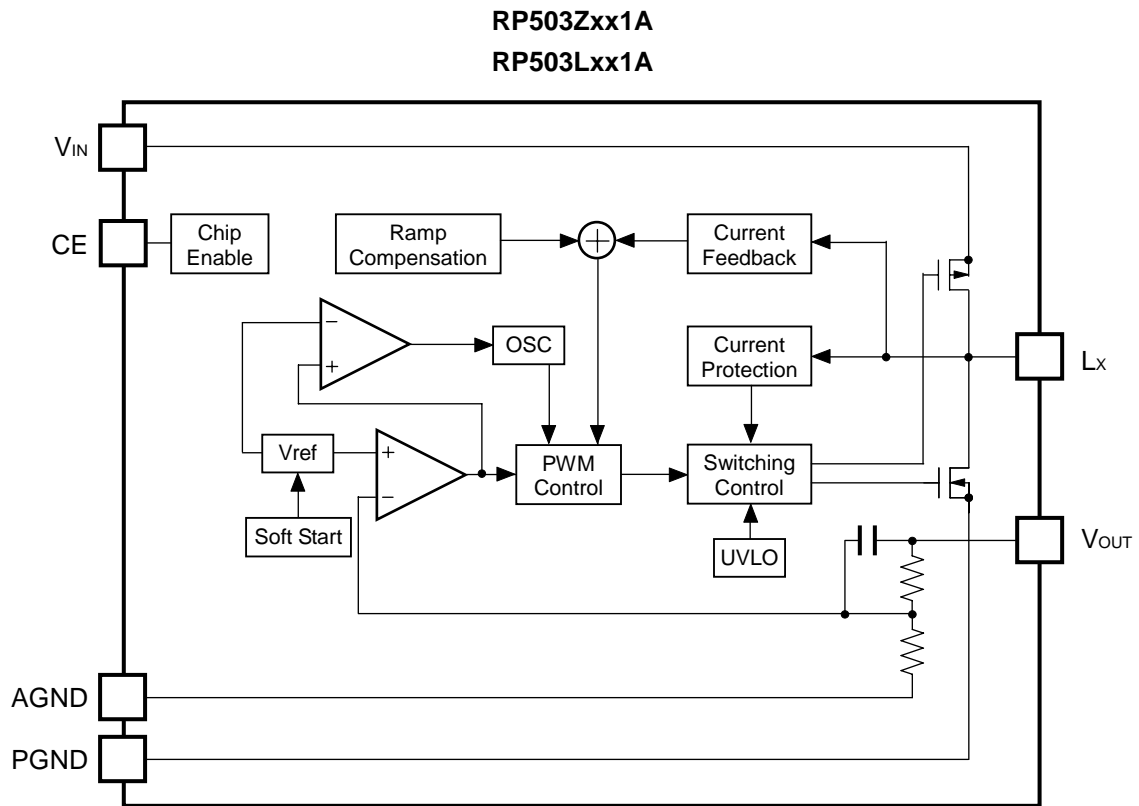 RP503Zxx1A
RP503Lxx1A
VIN
CE
Chip
Enable
Ramp
Compensation
+
Current
Feedback
−
+
OSC
Current
Protection
LX
Vref
+
−
PWM
Control
Switching
Control
Soft Start
UVLO
VOUT
AGND
PGND